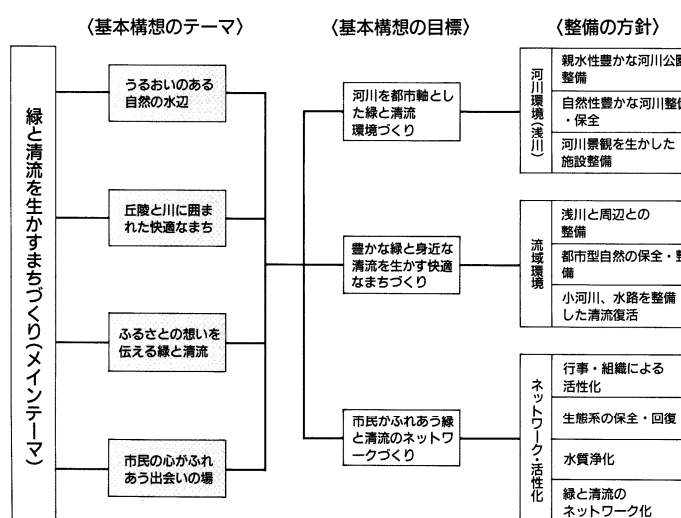 〈基本構想のテーマ〉
〈基本構想の目標〉
〈整備の方針〉
緑と清流を生かすまちづくり(メインテーマ)
うるおいのある
自然の水辺
丘陵と川に囲ま
れた快適なまち
ふるさとの想いを
伝える緑と清流
市民の心がふれ
あう出会いの場
河川を都市軸とし
た緑と清流
環境づくり
豊かな緑と身近な
清流を生かす快適
なまちづくり
市民がふれあう緑
と清流のネットワ
ークづくり
河川環境(浅川)
親水性豊かな河川公園
整備
自然性豊かな河川整備
・保全
河川景観を生かした
施設整備
流域環境
浅川と周辺との
整備
都市型自然の保全・整
備
小河川、水路を整備
した清流復活
ネットワーク・活性化
行事・組織による
活性化
生態系の保全・回復
水質浄化
緑と清流の
ネットワーク化